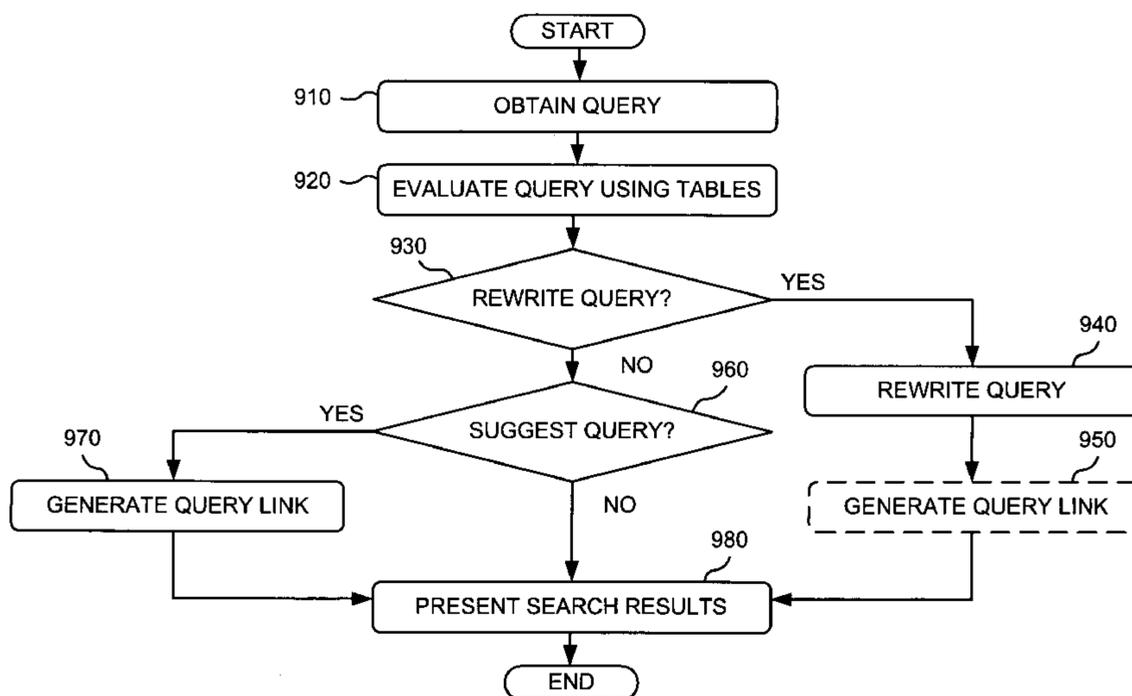 START
910
OBTAIN QUERY
920
EVALUATE QUERY USING TABLES
930
REWRITE QUERY?
YES
NO
940
REWRITE QUERY
960
YES
SUGGEST QUERY?
970
950
GENERATE QUERY LINK
NO
GENERATE QUERY LINK
980
PRESENT SEARCH RESULTS
END